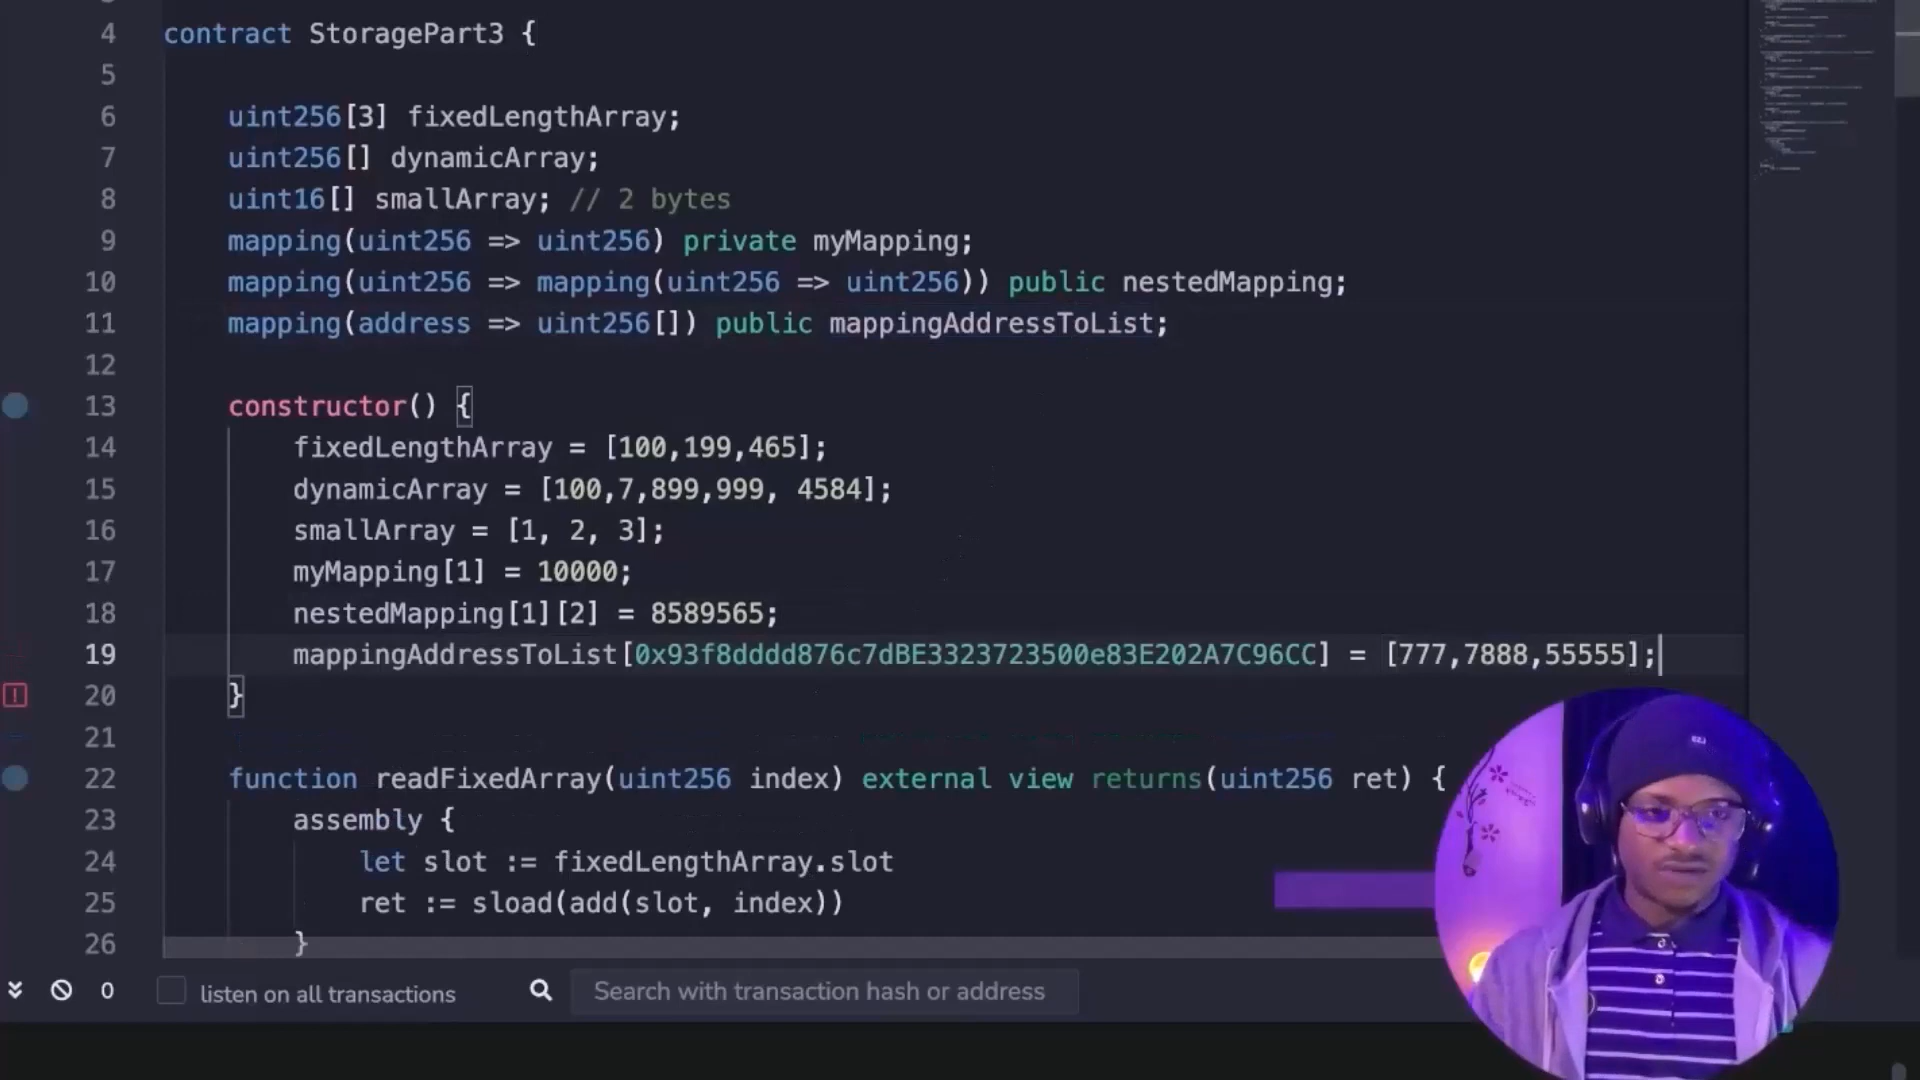 4 contract StoragePart3 {
5
6 uint256[3] fixedLengthArray;
7 uint256[] dynamicArray;
8 uint16[] smallArray; // 2 bytes
9 mapping(uint256 => uint256) private myMapping;
10 mapping(uint256 => mapping(uint256 => uint256)) public nestedMapping;
11 mapping(address => uint256[]) public mappingAddressToList;
12
13 constructor() {
14 fixedLengthArray = [100,199,465];
15 dynamicArray = [100,7,899,999, 4584];
16 smallArray = [1, 2, 3];
17 myMapping[1] = 10000;
18 nestedMapping[1][2] = 8589565;
19 mappingAddressToList[0x93f8dddd876c7dBE3323723500e83E202A7C96CC] = [777,7888,55555];
20 }
21
22 function readFixedArray(uint256 index) external view returns(uint256 ret) {
23 assembly {
24 let slot := fixedLengthArray.slot
25 ret := sload(add(slot, index))
26 }
0 listen on all transactions Search with transaction hash or address